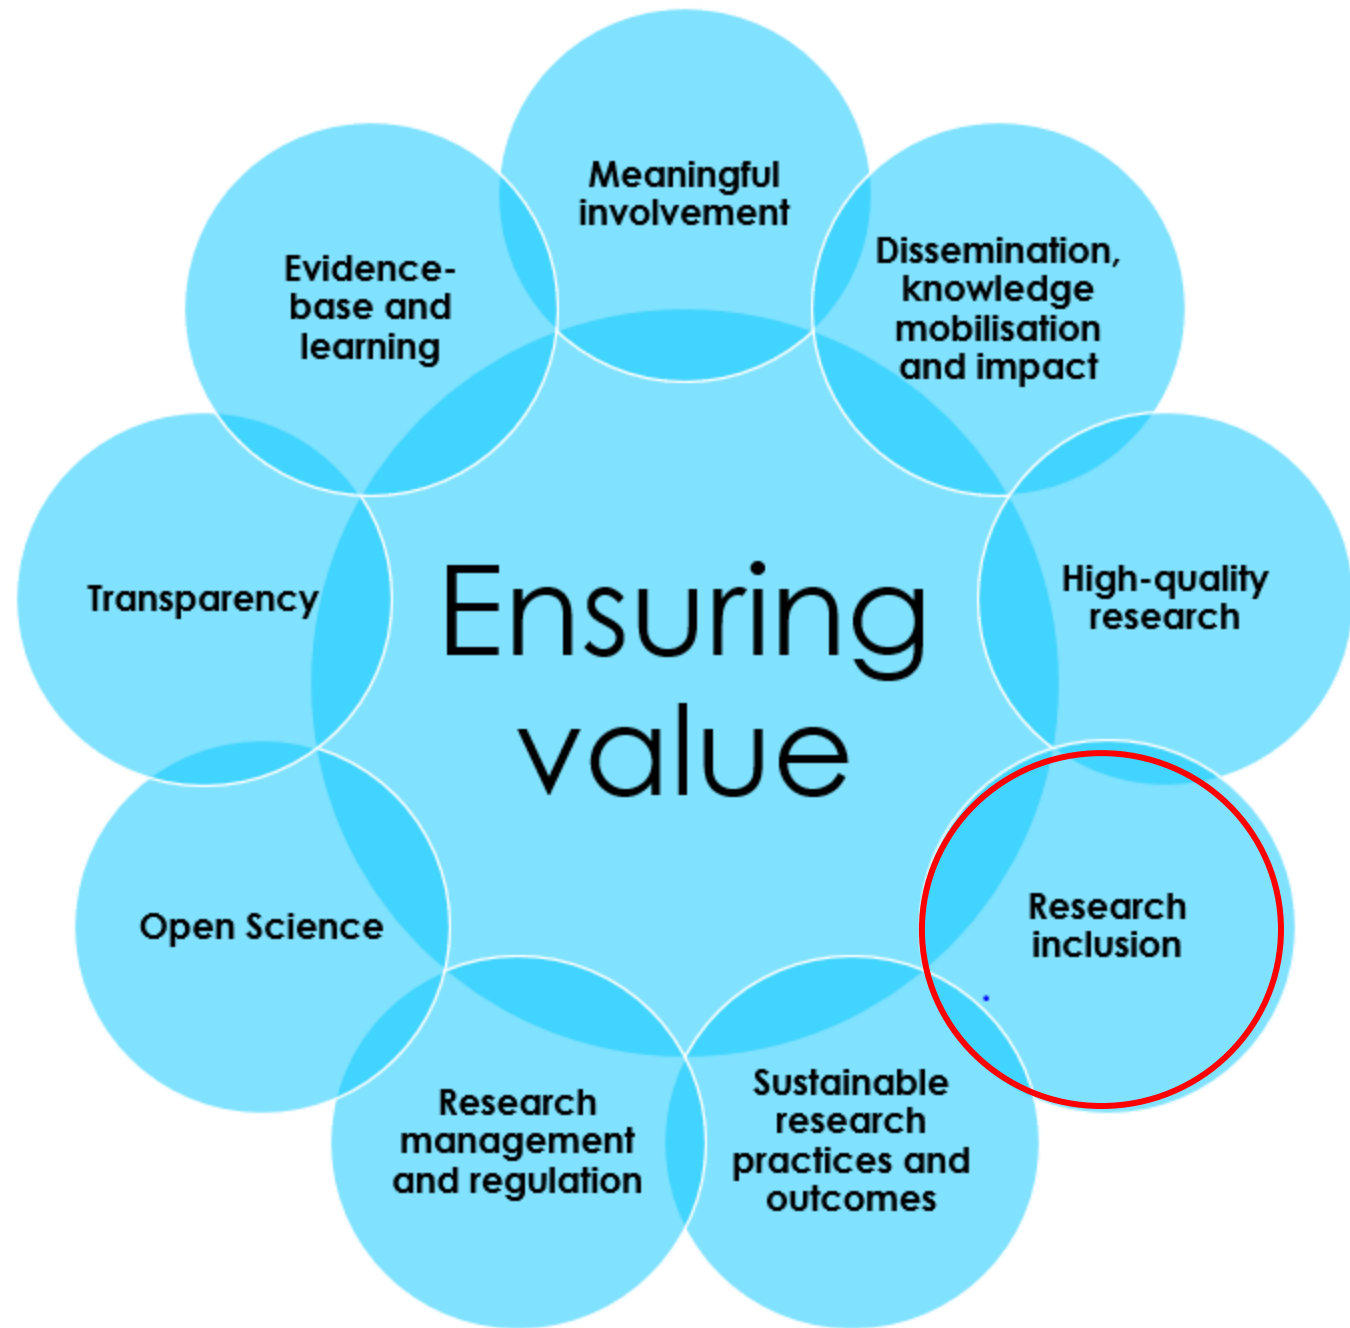 Meaningful
involvement
Dissemination,
knowledge
mobilisation
and impact
High-quality
research
Research
inclusion
Sustainable
research
practices and
outcomes
Research
management
and regulation
Open Science
Transparency
Evidence-
base and
learning
Ensuring
value